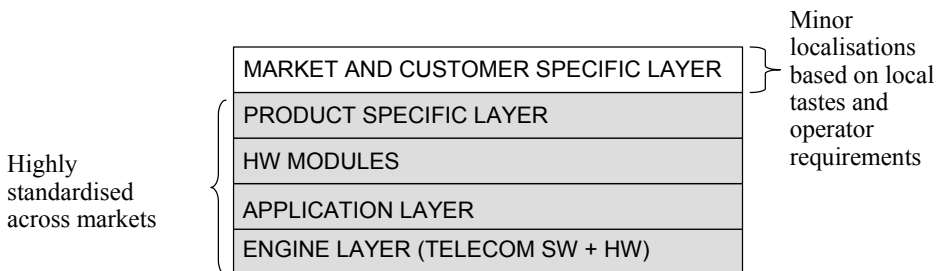 Minor
localisations
based on local
tastes and
operator
requirements
MARKET AND CUSTOMER SPECIFIC LAYER
PRODUCT SPECIFIC LAYER
HW MODULES
APPLICATION LAYER
ENGINE LAYER (TELECOM SW + HW)
Highly
standardised
across markets